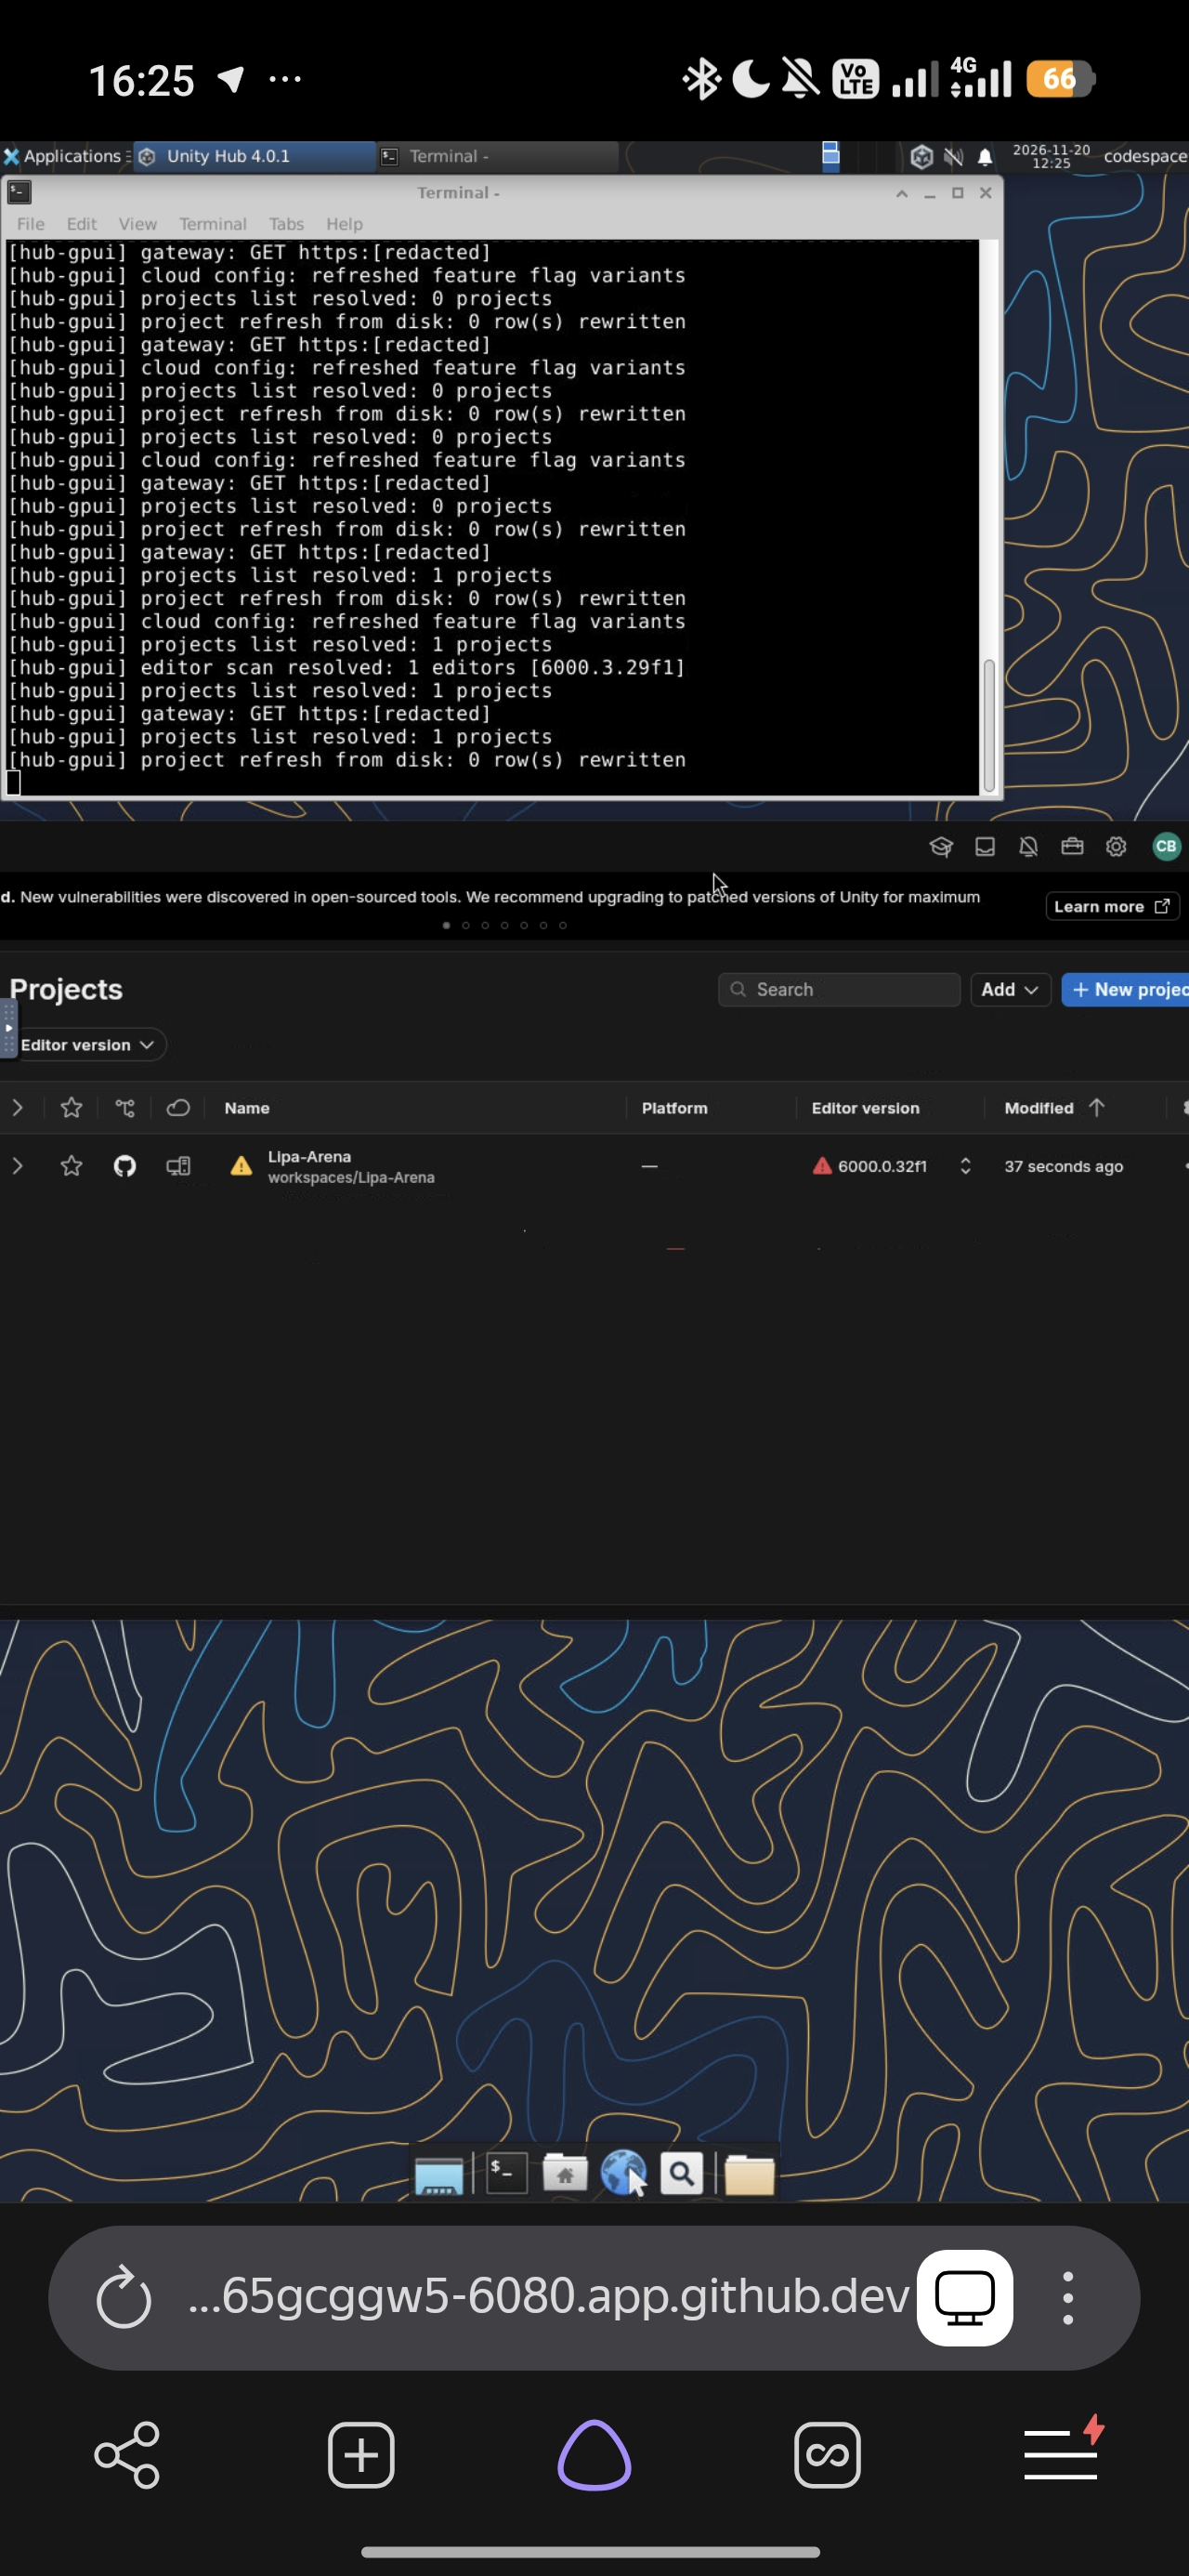 16:25
Vo LTE
4G
66
Applications
Unity Hub 4.0.1
Terminal -
2026-11-20
12:25
codespace
Terminal -
File Edit View Terminal Tabs Help
[hub-gpui] gateway: GET https:[redacted]
[hub-gpui] cloud config: refreshed feature flag variants
[hub-gpui] projects list resolved: 0 projects
[hub-gpui] project refresh from disk: 0 row(s) rewritten
[hub-gpui] gateway: GET https:[redacted]
[hub-gpui] cloud config: refreshed feature flag variants
[hub-gpui] projects list resolved: 0 projects
[hub-gpui] project refresh from disk: 0 row(s) rewritten
[hub-gpui] projects list resolved: 0 projects
[hub-gpui] cloud config: refreshed feature flag variants
[hub-gpui] gateway: GET https:[redacted]
[hub-gpui] projects list resolved: 0 projects
[hub-gpui] project refresh from disk: 0 row(s) rewritten
[hub-gpui] gateway: GET https:[redacted]
[hub-gpui] projects list resolved: 1 projects
[hub-gpui] project refresh from disk: 0 row(s) rewritten
[hub-gpui] cloud config: refreshed feature flag variants
[hub-gpui] projects list resolved: 1 projects
[hub-gpui] editor scan resolved: 1 editors [6000.3.29f1]
[hub-gpui] projects list resolved: 1 projects
[hub-gpui] gateway: GET https:[redacted]
[hub-gpui] projects list resolved: 1 projects
[hub-gpui] project refresh from disk: 0 row(s) rewritten
CB
d. New vulnerabilities were discovered in open-sourced tools. We recommend upgrading to patched versions of Unity for maximum
Learn more
Projects
Search
Add
+ New projec
Editor version
Name Platform Editor version Modified
Lipa-Arena
workspaces/Lipa-Arena
— 6000.0.32f1 37 seconds ago
...65gcggw5-6080.app.github.dev